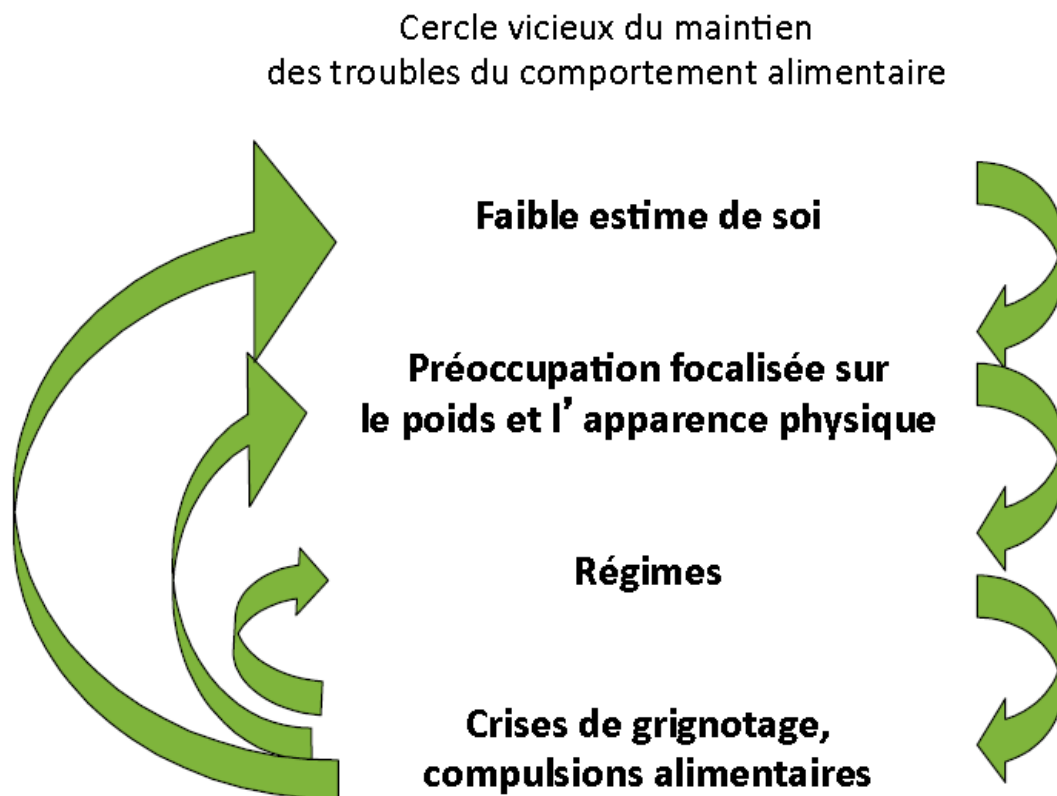 Cercle vicieux du maintien
des troubles du comportement alimentaire
Faible estime de soi
Préoccupation focalisée sur
le poids et l’ apparence physique
Régimes
Crises de grignotage,
compulsions alimentaires